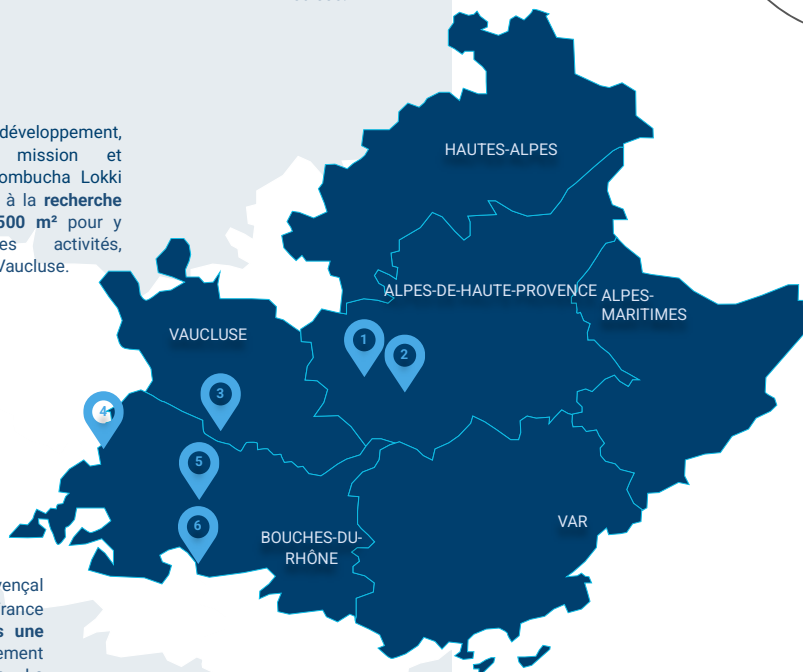 développement,
mission et
ombucha Lokki
à la recherche
500 m² pour y
es activités,
Vaucluse.
HAUTES-ALPES
ALPES-DE-HAUTE-PROVENCE
ALPES-
MARITIMES
VAUCLUSE
1
2
3
4
5
6
BOUCHES-DU-
RHÔNE
VAR
vençal
rance
s une
ement